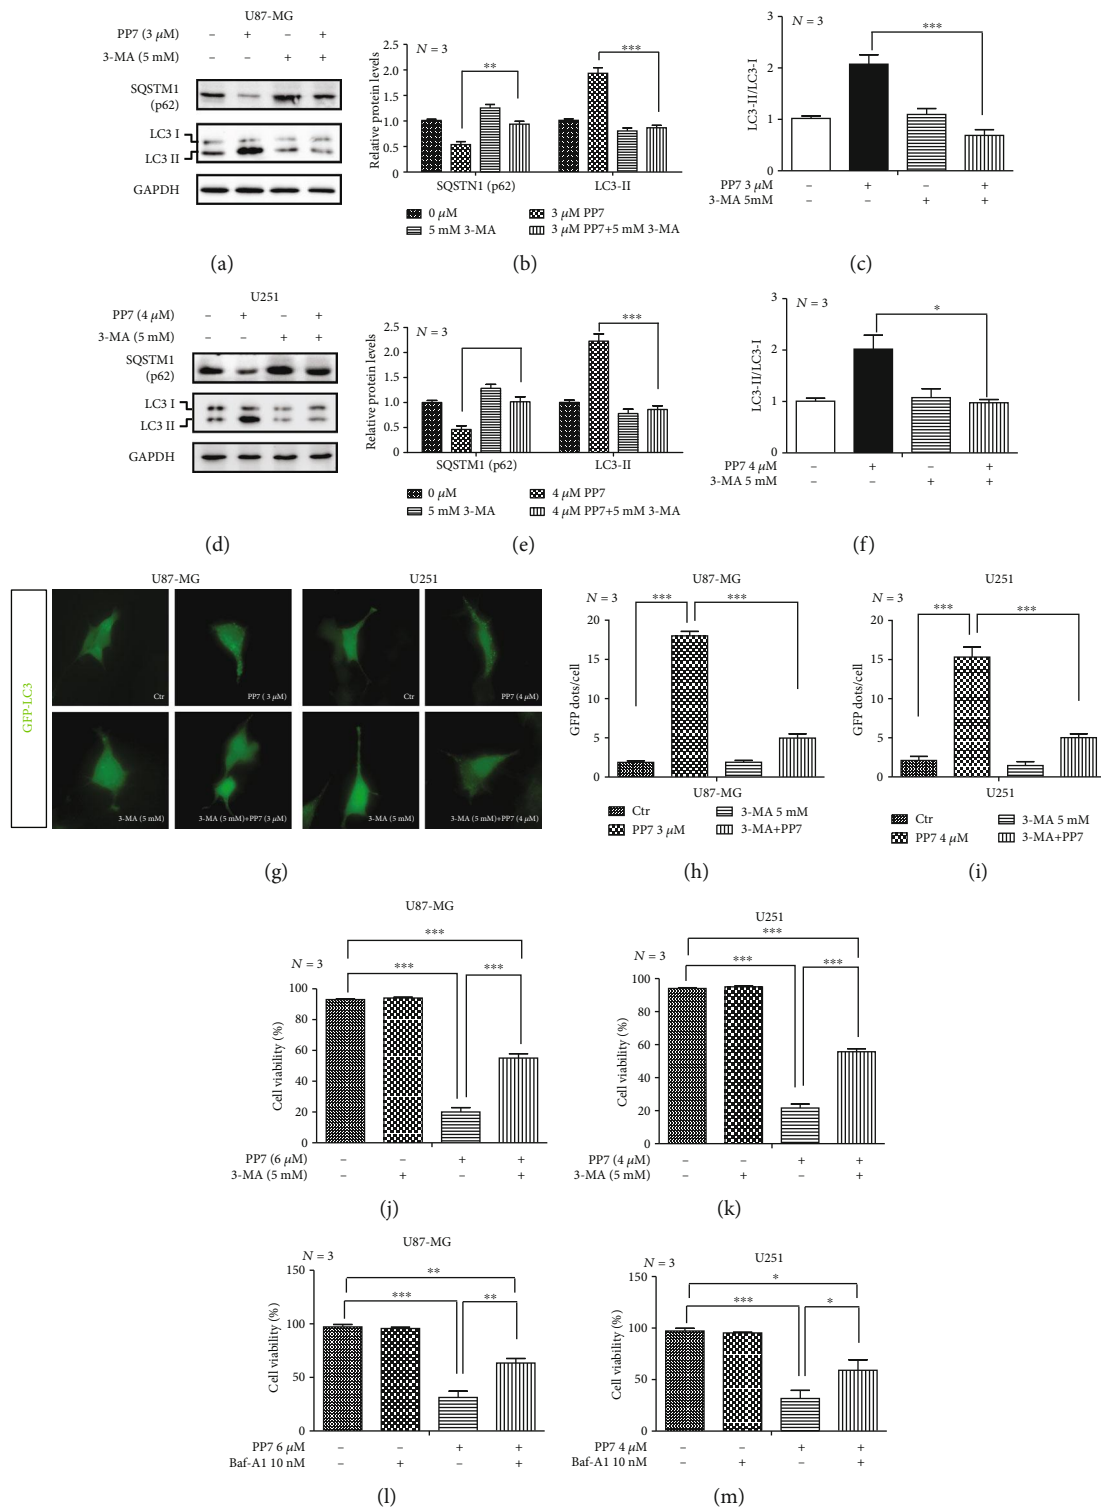 U87-MG
PP7 (3 μM) – + – +
3-MA (5 mM) – – + +
SQSTM1
(p62)
LC3 I
LC3 II
GAPDH
(a)
N = 3
** ***
Relative protein levels
2.5
2.0
1.5
1.0
0.5
0
SQSTN1 (p62) LC3-II
0 μM 3 μM PP7
5 mM 3-MA 3 μM PP7+5 mM 3-MA
(b)
N = 3
***
LC3-II/LC3-I
3
2
1
0
PP7 3 μM – + – +
3-MA 5mM – – + +
(c)
U251
PP7 (4 μM) – + – +
3-MA (5 mM) – – + +
SQSTM1
(p62)
LC3 I
LC3 II
GAPDH
(d)
N = 3
***
Relative protein levels
2.5
2.0
1.5
1.0
0.5
0
SQSTM1 (p62) LC3-II
0 μM 4 μM PP7
5 mM 3-MA 4 μM PP7+5 mM 3-MA
(e)
N = 3
*
LC3-II/LC3-I
3
2
1
0
PP7 4 μM – + – +
3-MA 5 mM – – + +
(f)
GFP-LC3
U87-MG U251
Ctr PP7 ( 3 μM) Ctr PP7 (4 μM)
3-MA (5 mM) 3-MA (5 mM)+PP7 (3 μM) 3-MA (5 mM) 3-MA (5 mM)+PP7 (4 μM)
(g)
U87-MG
N = 3
*** ***
GFP dots/cell
20
15
10
5
0
U87-MG
Ctr 3-MA 5 mM
PP7 3 μM 3-MA+PP7
(h)
U251
N = 3
*** ***
GFP dots/cell
20
15
10
5
0
U251
Ctr 3-MA 5 mM
PP7 4 μM 3-MA+PP7
(i)
U87-MG
***
N = 3
*** ***
Cell viability (%)
100
80
60
40
20
0
PP7 (6 μM) – – + +
3-MA (5 mM) – + – +
(j)
U251
***
N = 3
*** ***
Cell viability (%)
100
80
60
40
20
0
PP7 (4 μM) – – + +
3-MA (5 mM) – + – +
(k)
U87-MG
N = 3
**
*** **
Cell viability (%)
150
100
50
0
PP7 6 μM – – + +
Baf-A1 10 nM – + – +
(l)
U251
N = 3
*
*** *
Cell viability (%)
150
100
50
0
PP7 4 μM – – + +
Baf-A1 10 nM – + – +
(m)